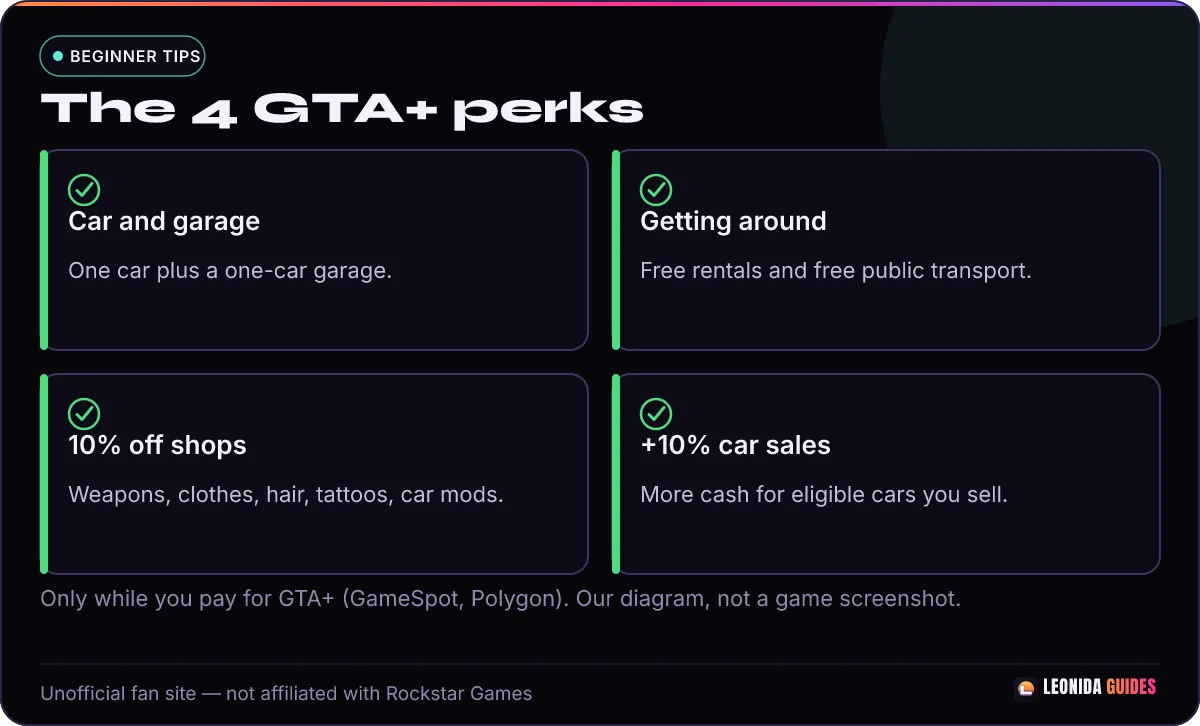 BEGINNER TIPS
The 4 GTA+ perks
Car and garage
One car plus a one-car garage.
Getting around
Free rentals and free public transport.
10% off shops
Weapons, clothes, hair, tattoos, car mods.
+10% car sales
More cash for eligible cars you sell.
Only while you pay for GTA+ (GameSpot, Polygon). Our diagram, not a game screenshot.
Unofficial fan site — not affiliated with Rockstar Games
LEONIDA GUIDES